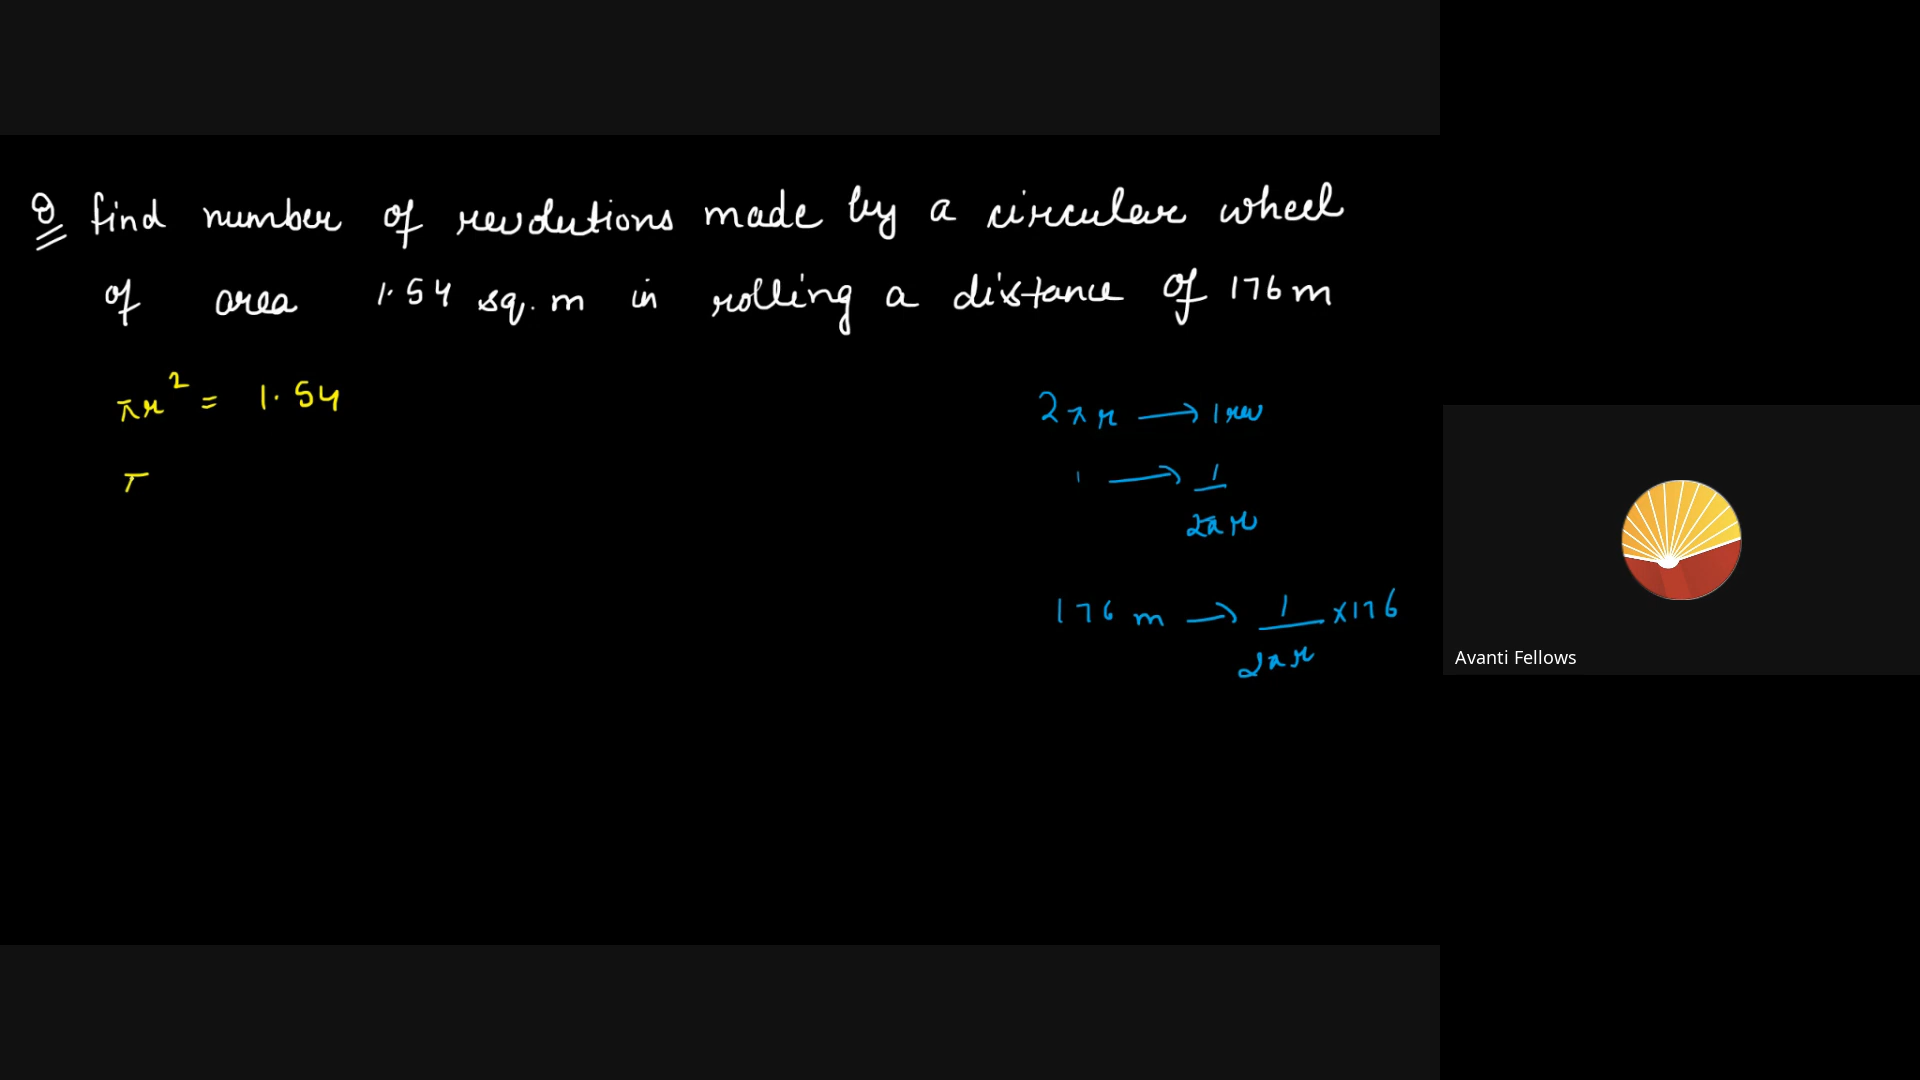 Q find number of revolutions made by a circular wheel
of area 1.54 sq. m in rolling a distance of 176 m
πr² = 1.54
2πr → 1 rev
1 → 1/2πr
176 m → 1/2πr × 176
Avanti Fellows